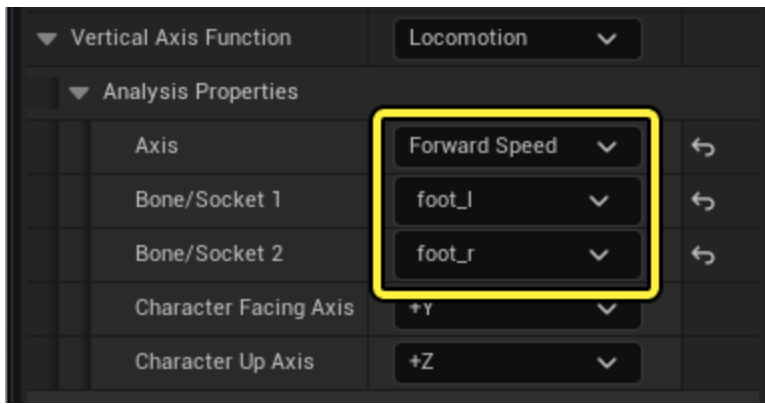 Vertical Axis Function Locomotion
Analysis Properties
Axis Forward Speed
Bone/Socket 1 foot_l
Bone/Socket 2 foot_r
Character Facing Axis +Y
Character Up Axis +Z